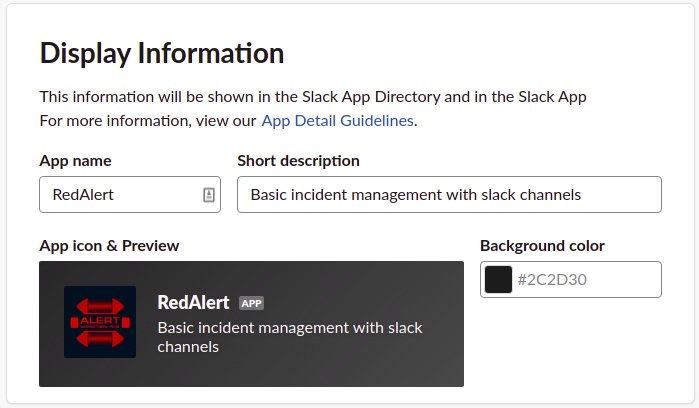 Display Information
This information will be shown in the Slack App Directory and in the Slack App
For more information, view our App Detail Guidelines.
App name
Short description
RedAlert
Basic incident management with slack channels
App icon & Preview
Background color
ALERT
RedAlert APP
Basic incident management with slack
channels
#2C2D30